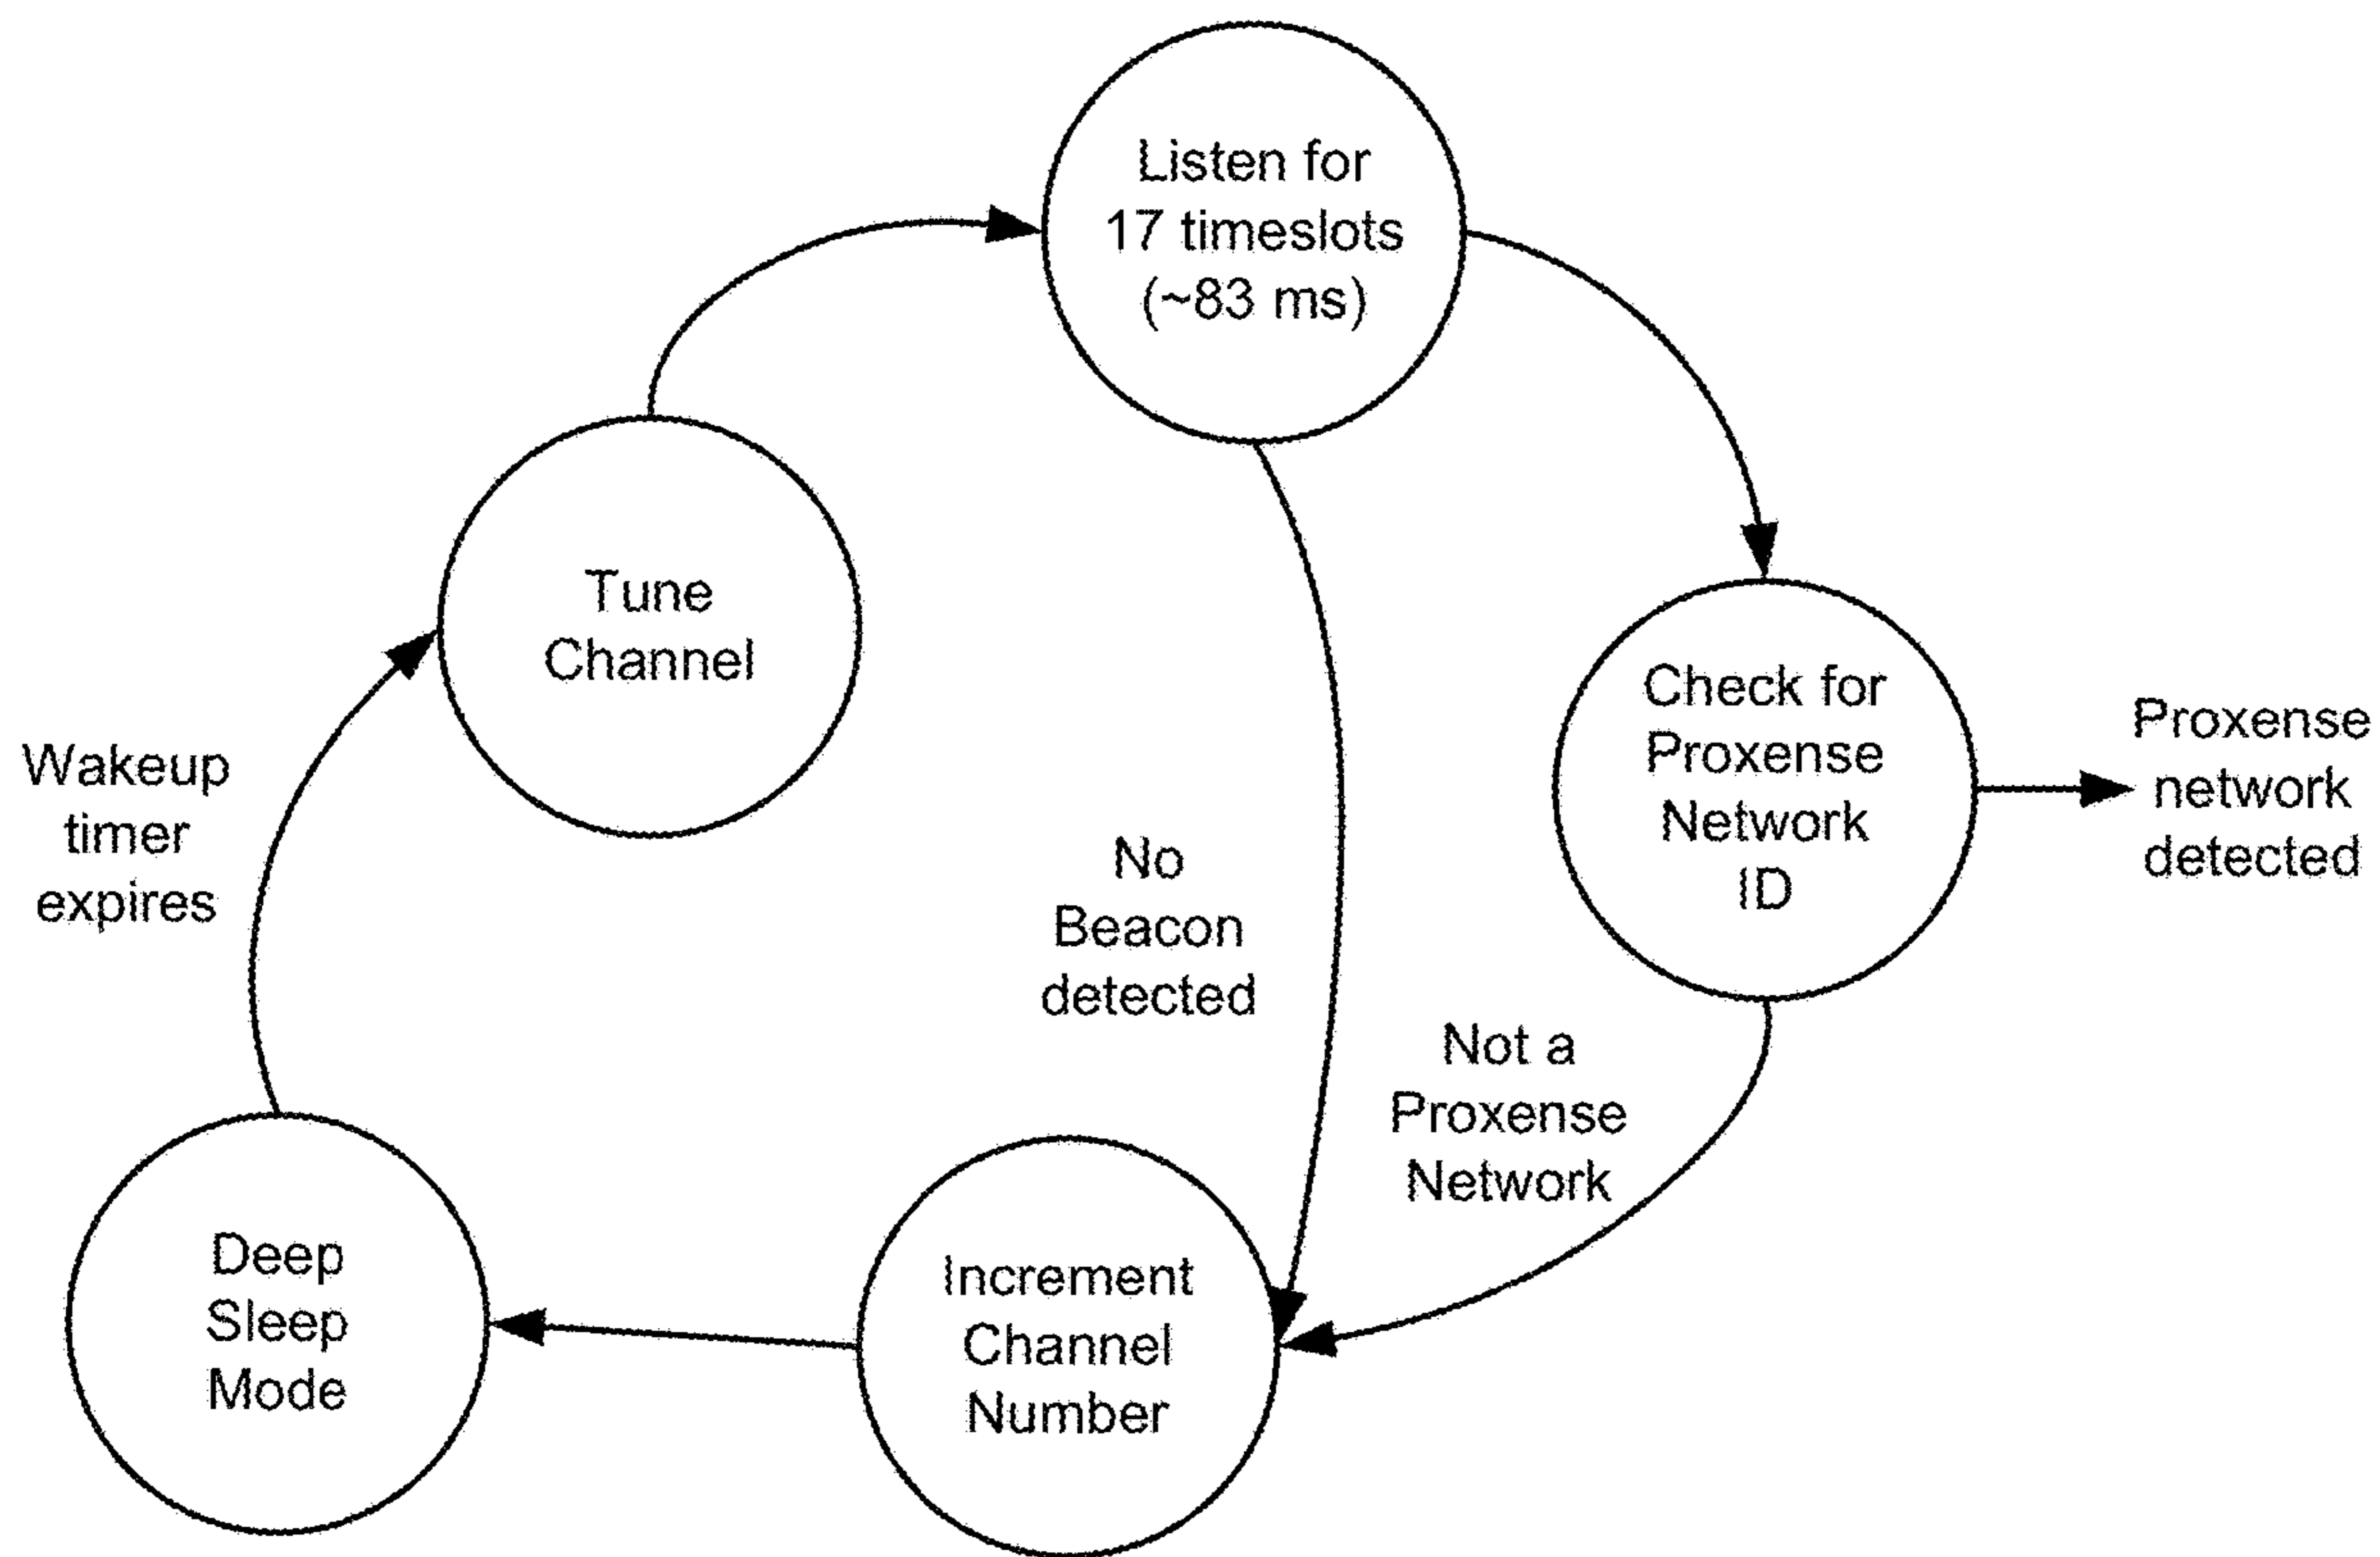 Listen for
17 timeslots
(~83 ms)
Tune
Channel
Check for
Proxense
Network
ID
Proxense
network
detected
Wakeup
timer
expires
No
Beacon
detected
Not a
Proxense
Network
Deep
Sleep
Mode
Increment
Channel
Number